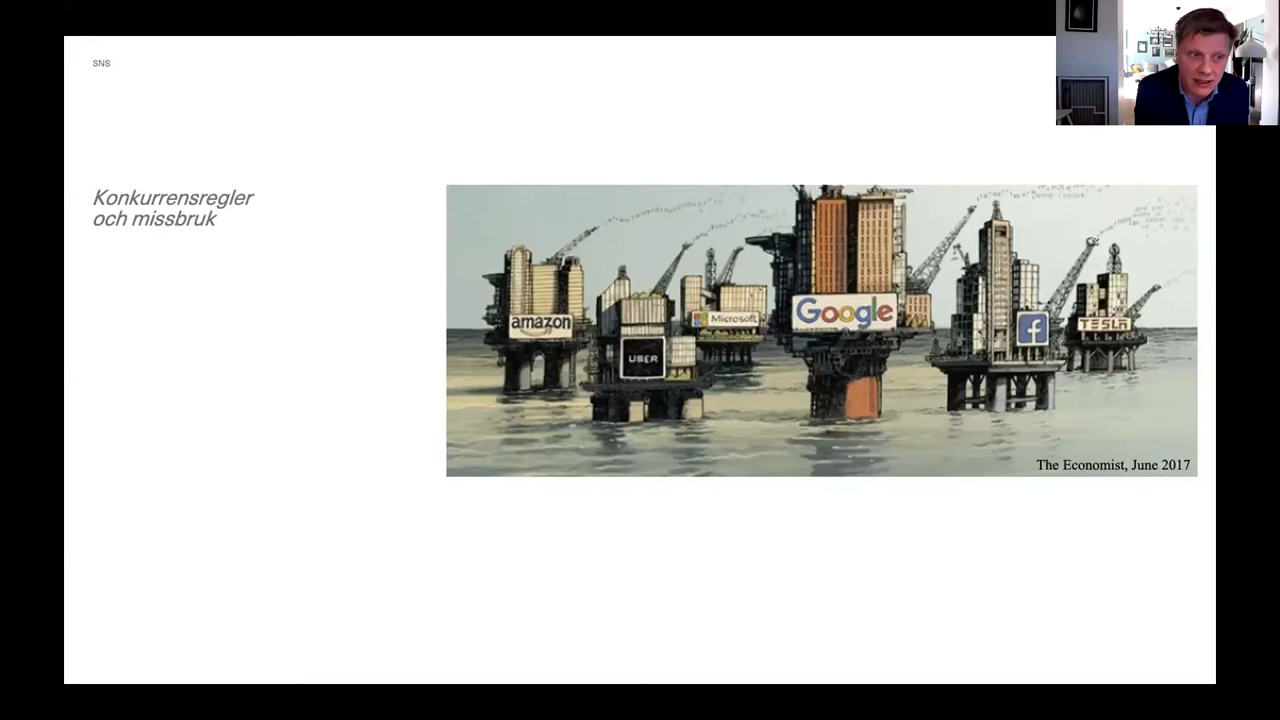 SNS
Konkurrensregler
och missbruk
amazon
UBER
Microsoft
Google
f
TESLA
The Economist, June 2017